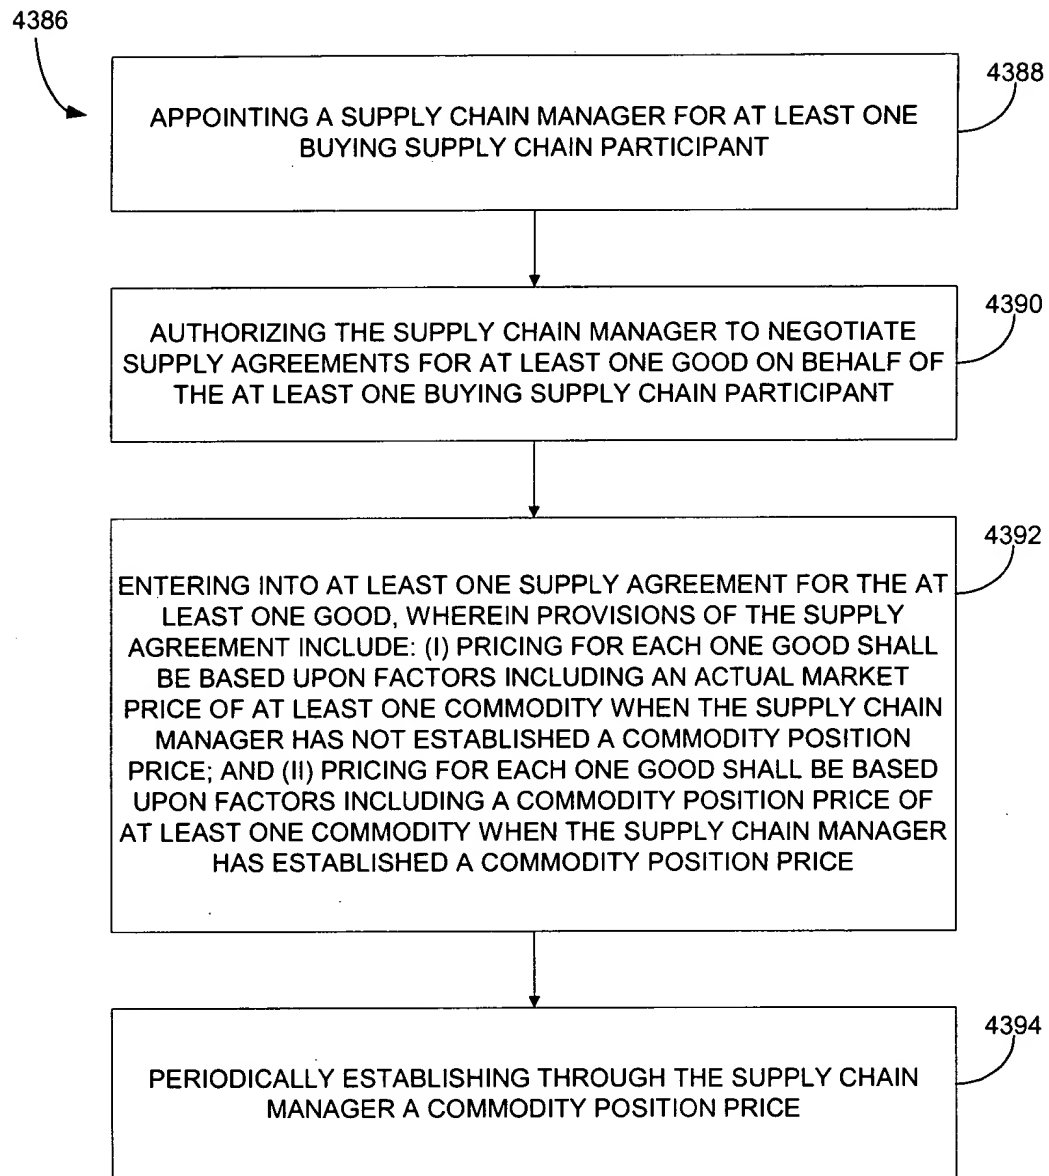 4386
4388
APPOINTING A SUPPLY CHAIN MANAGER FOR AT LEAST ONE
BUYING SUPPLY CHAIN PARTICIPANT
4390
AUTHORIZING THE SUPPLY CHAIN MANAGER TO NEGOTIATE
SUPPLY AGREEMENTS FOR AT LEAST ONE GOOD ON BEHALF OF
THE AT LEAST ONE BUYING SUPPLY CHAIN PARTICIPANT
4392
ENTERING INTO AT LEAST ONE SUPPLY AGREEMENT FOR THE AT
LEAST ONE GOOD, WHEREIN PROVISIONS OF THE SUPPLY
AGREEMENT INCLUDE: (I) PRICING FOR EACH ONE GOOD SHALL
BE BASED UPON FACTORS INCLUDING AN ACTUAL MARKET
PRICE OF AT LEAST ONE COMMODITY WHEN THE SUPPLY CHAIN
MANAGER HAS NOT ESTABLISHED A COMMODITY POSITION
PRICE; AND (II) PRICING FOR EACH ONE GOOD SHALL BE BASED
UPON FACTORS INCLUDING A COMMODITY POSITION PRICE OF
AT LEAST ONE COMMODITY WHEN THE SUPPLY CHAIN MANAGER
HAS ESTABLISHED A COMMODITY POSITION PRICE
4394
PERIODICALLY ESTABLISHING THROUGH THE SUPPLY CHAIN
MANAGER A COMMODITY POSITION PRICE